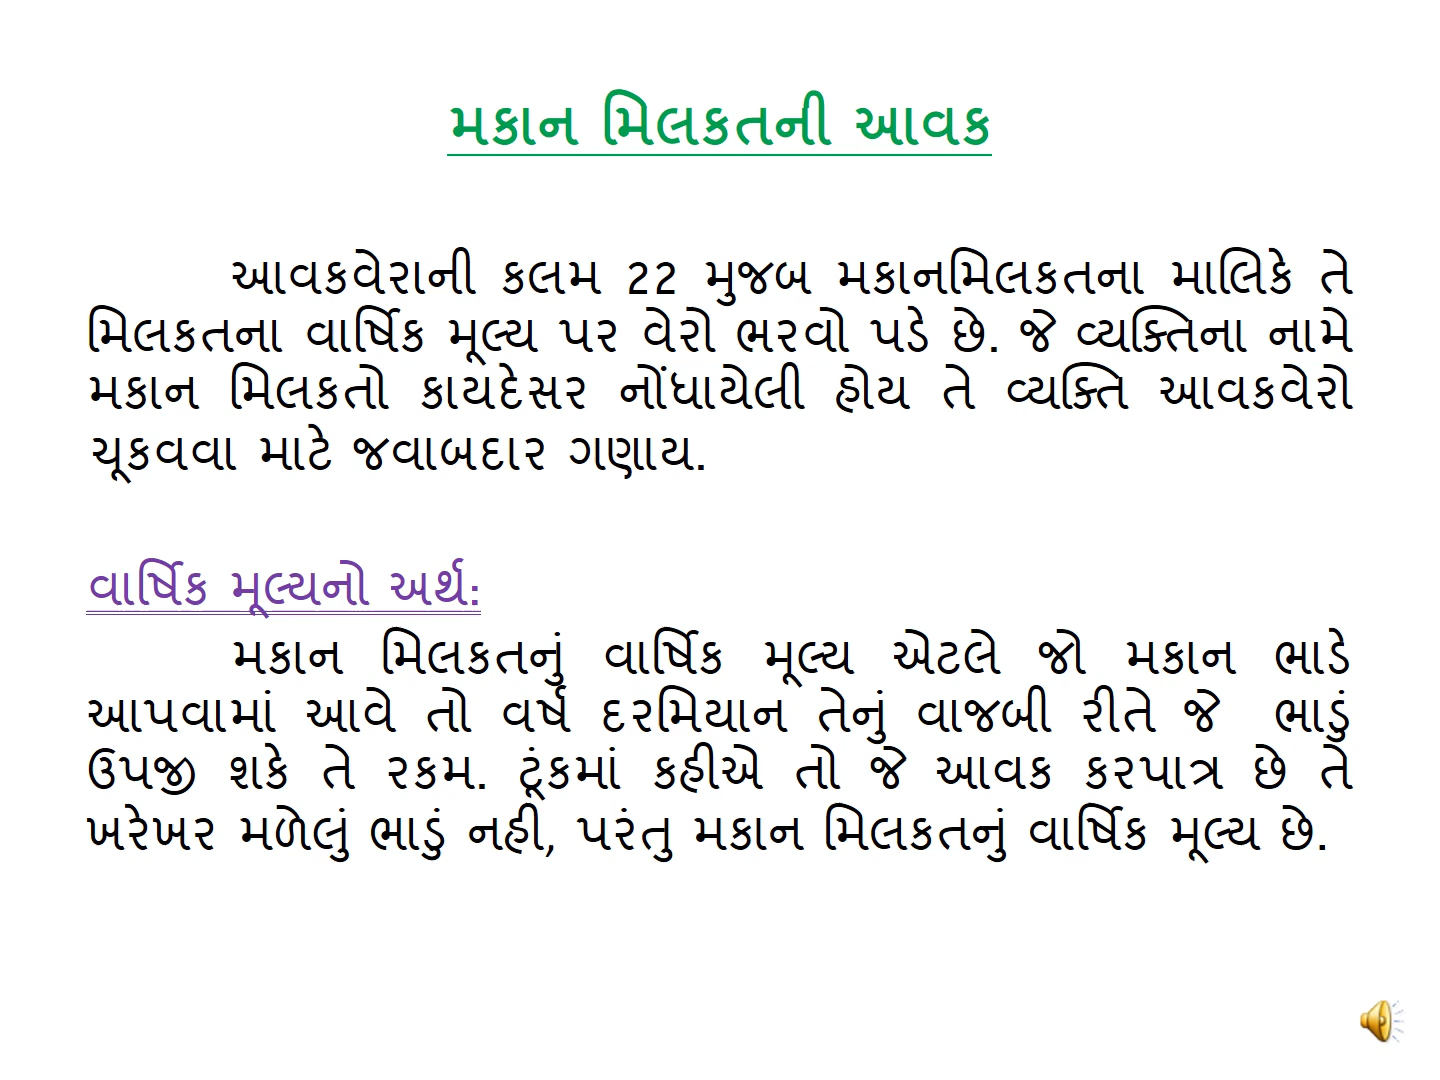 મકાન મિલકતની આવક
આવકવેરાની કલમ 22 મુજબ મકાનમિલકતના માલિકે તે
મિલકતના વાર્ષિક મૂલ્ય પર વેરો ભરવો પડે છે. જે વ્યક્તિના નામે
મકાન મિલકતો કાયદેસર નોંધાયેલી હોય તે વ્યક્તિ આવકવેરો
ચૂકવવા માટે જવાબદાર ગણાય.
વાર્ષિક મૂલ્યનો અર્થ:
મકાન મિલકતનું વાર્ષિક મૂલ્ય એટલે જો મકાન ભાડે
આપવામાં આવે તો વર્ષ દરમિયાન તેનું વાજબી રીતે જે ભાડું
ઉપજી શકે તે રકમ. ટૂંકમાં કહીએ તો જે આવક કરપાત્ર છે તે
ખરેખર મળેલું ભાડું નહી, પરંતુ મકાન મિલકતનું વાર્ષિક મૂલ્ય છે.